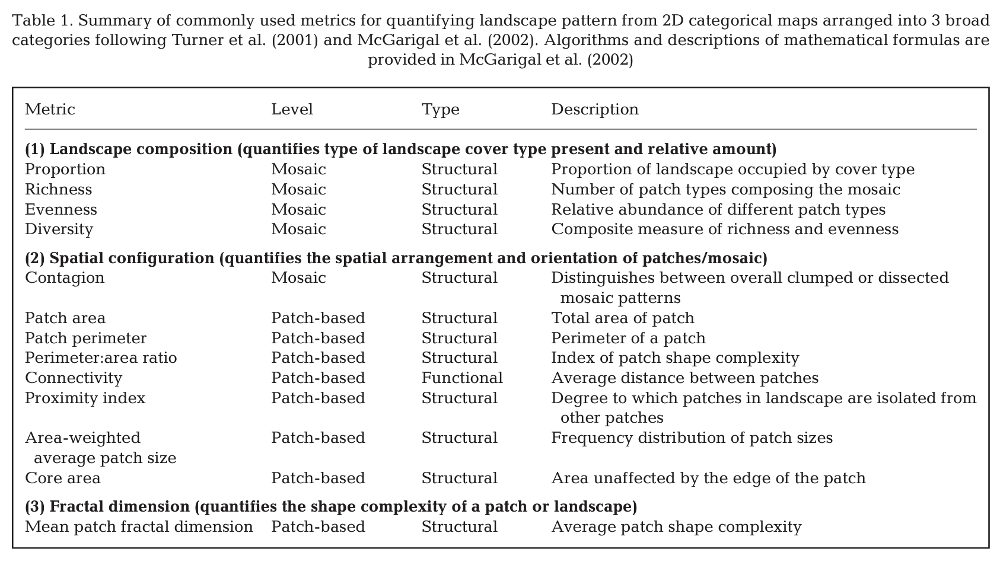 Table 1. Summary of commonly used metrics for quantifying landscape pattern from 2D categorical maps arranged into 3 broad
categories following Turner et al. (2001) and McGarigal et al. (2002). Algorithms and descriptions of mathematical formulas are
provided in McGarigal et al. (2002)
Metric Level Type Description
(1) Landscape composition (quantifies type of landscape cover type present and relative amount)
Proportion Mosaic Structural Proportion of landscape occupied by cover type
Richness Mosaic Structural Number of patch types composing the mosaic
Evenness Mosaic Structural Relative abundance of different patch types
Diversity Mosaic Structural Composite measure of richness and evenness
(2) Spatial configuration (quantifies the spatial arrangement and orientation of patches/mosaic)
Contagion Mosaic Structural Distinguishes between overall clumped or dissected
mosaic patterns
Patch area Patch-based Structural Total area of patch
Patch perimeter Patch-based Structural Perimeter of a patch
Perimeter:area ratio Patch-based Structural Index of patch shape complexity
Connectivity Patch-based Functional Average distance between patches
Proximity index Patch-based Structural Degree to which patches in landscape are isolated from
other patches
Area-weighted Patch-based Structural Frequency distribution of patch sizes
average patch size
Core area Patch-based Structural Area unaffected by the edge of the patch
(3) Fractal dimension (quantifies the shape complexity of a patch or landscape)
Mean patch fractal dimension Patch-based Structural Average patch shape complexity